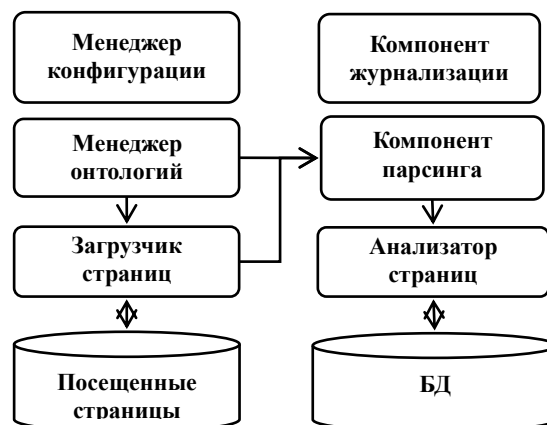 Менеджер
конфигурации
Компонент
журнализации
Менеджер
онтологий
Компонент
парсинга
Загрузчик
страниц
Анализатор
страниц
Посещенные
страницы
БД